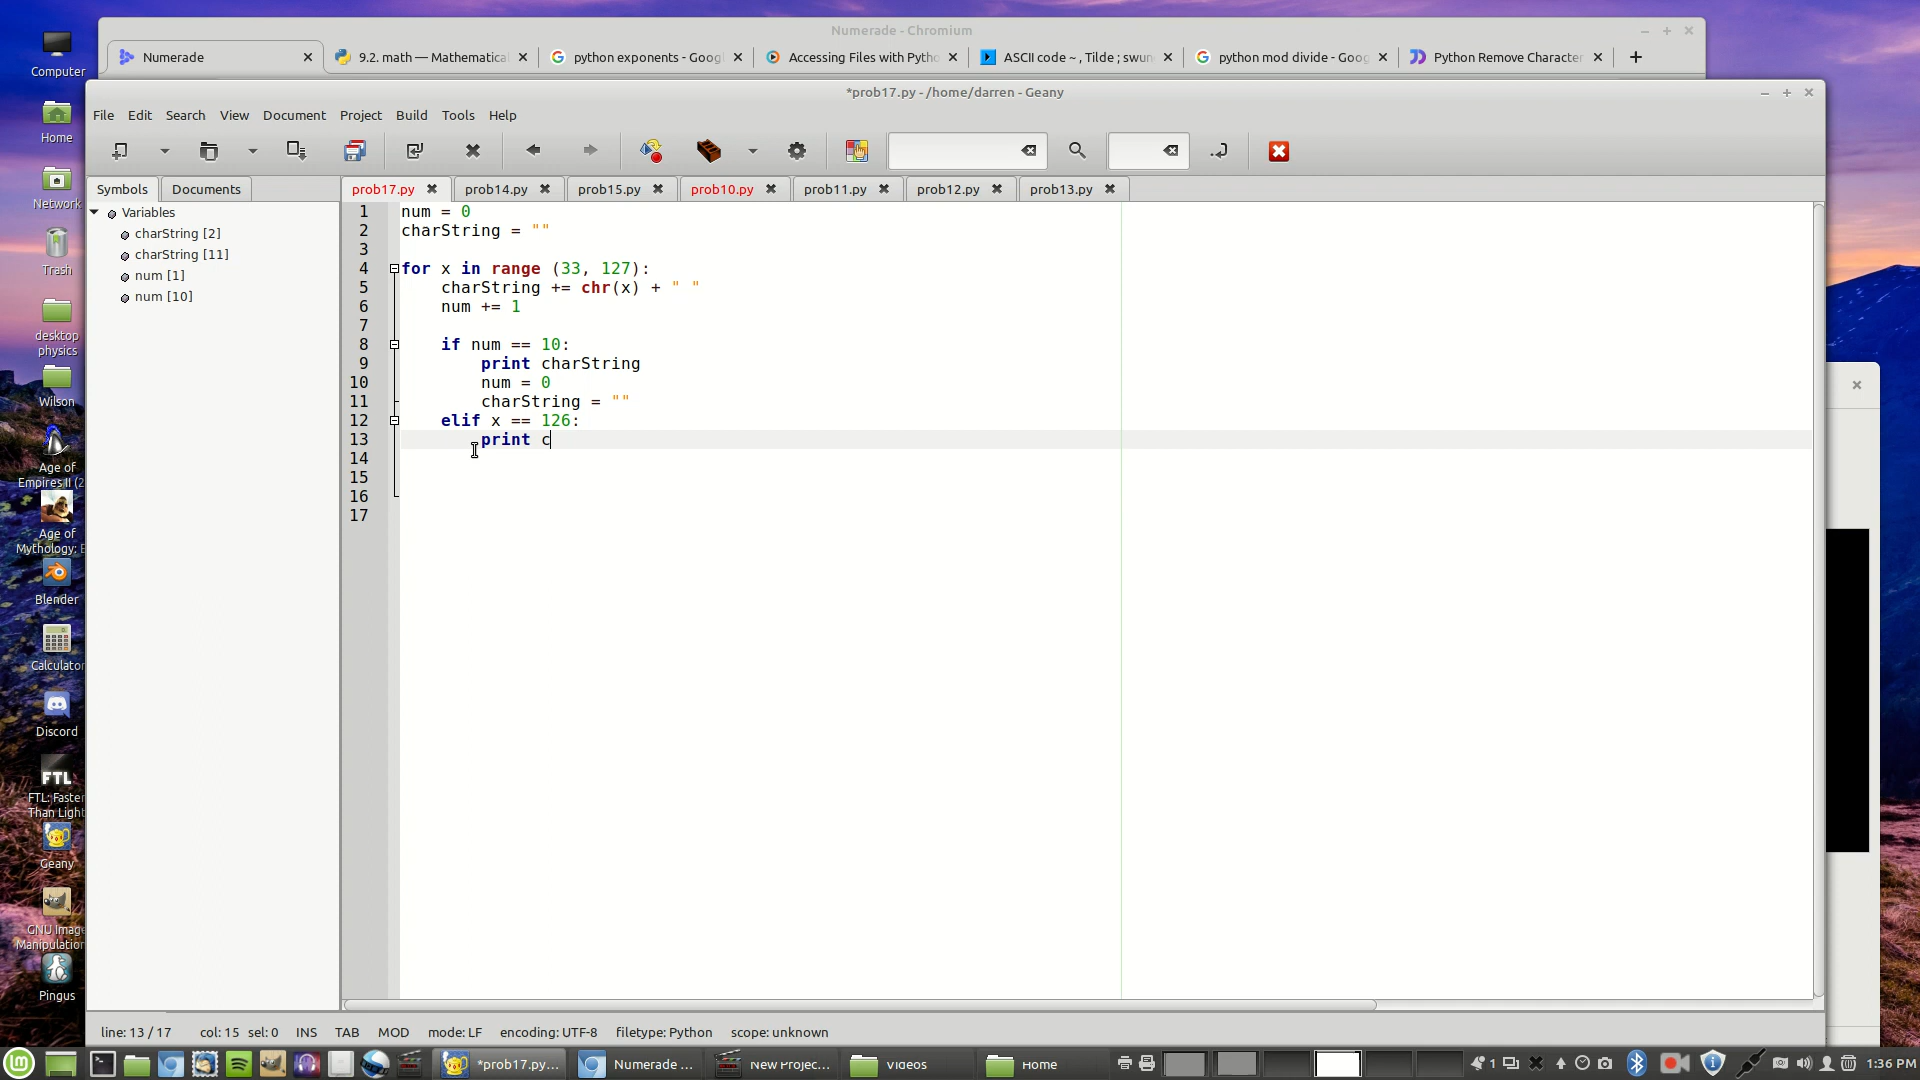 Numerade - Chromium
Numerade
9.2. math — Mathematical
python exponents - Googl
Accessing Files with Pytho
ASCII code ~ , Tilde ; swun
python mod divide - Goog
Python Remove Character
*prob17.py - /home/darren - Geany
File Edit Search View Document Project Build Tools Help
Symbols Documents
prob17.py prob14.py prob15.py prob10.py prob11.py prob12.py prob13.py
Variables
charString [2]
charString [11]
num [1]
num [10]
1 num = 0
2 charString = ""
3
4 for x in range (33, 127):
5 charString += chr(x) + " "
6 num += 1
7
8 if num == 10:
9 print charString
10 num = 0
11 charString = ""
12 elif x == 126:
13 print c
14
15
16
17
line: 13 / 17 col: 15 sel: 0 INS TAB MOD mode: LF encoding: UTF-8 filetype: Python scope: unknown
Computer
Home
Network
Trash
desktop
physics
Wilson
Age of
Empires II (2
Age of
Mythology: E
Blender
Calculator
Discord
FTL
FTL: Faster
Than Light
Geany
GNU Image
Manipulation
Pingus
*prob17.py...
Numerade ...
New Projec...
Videos
Home
1
1:36 PM